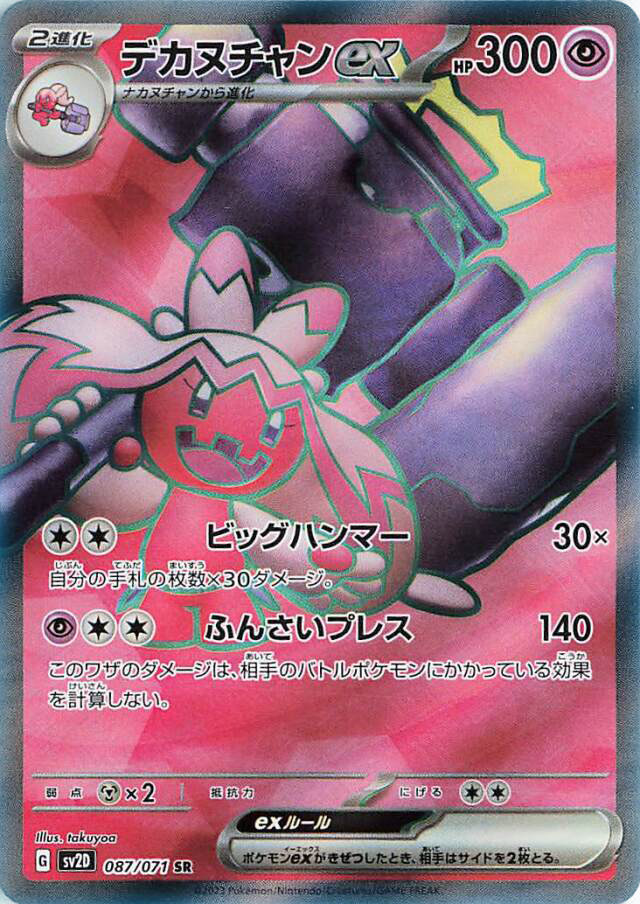 2進化
デカヌチャンex HP300
ナカヌチャンから進化
ビッグハンマー 30×
自分の手札の枚数×30ダメージ。
ふんさいプレス 140
このワザのダメージは、相手のバトルポケモンにかかっている効果
を計算しない。
弱点 ×2 抵抗力 にげる
exルール
ポケモンexがきぜつしたとき、相手はサイドを2枚とる。
Illus. takuyoa
G sv2D 087/071 SR
©2023 Pokémon/Nintendo/Creatures/GAME FREAK.